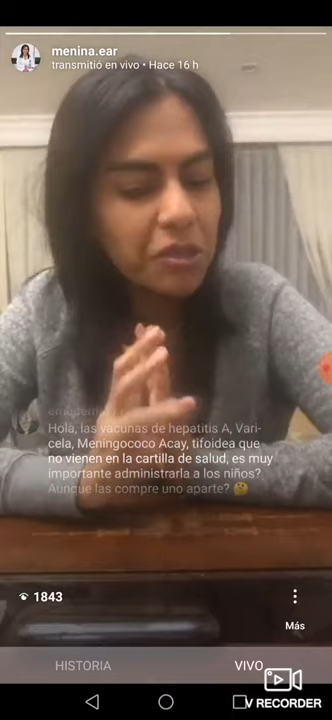 menina.ear
transmitió en vivo • Hace 16 h
Hola, las vacunas de hepatitis A, Vari-
cela, Meningococo Acay, tifoidea que
no vienen en la cartilla de salud, es muy
importante administrarla a los niños?
Aunque las compre uno aparte? 🤔
1843
Más
HISTORIA
VIVO
V RECORDER